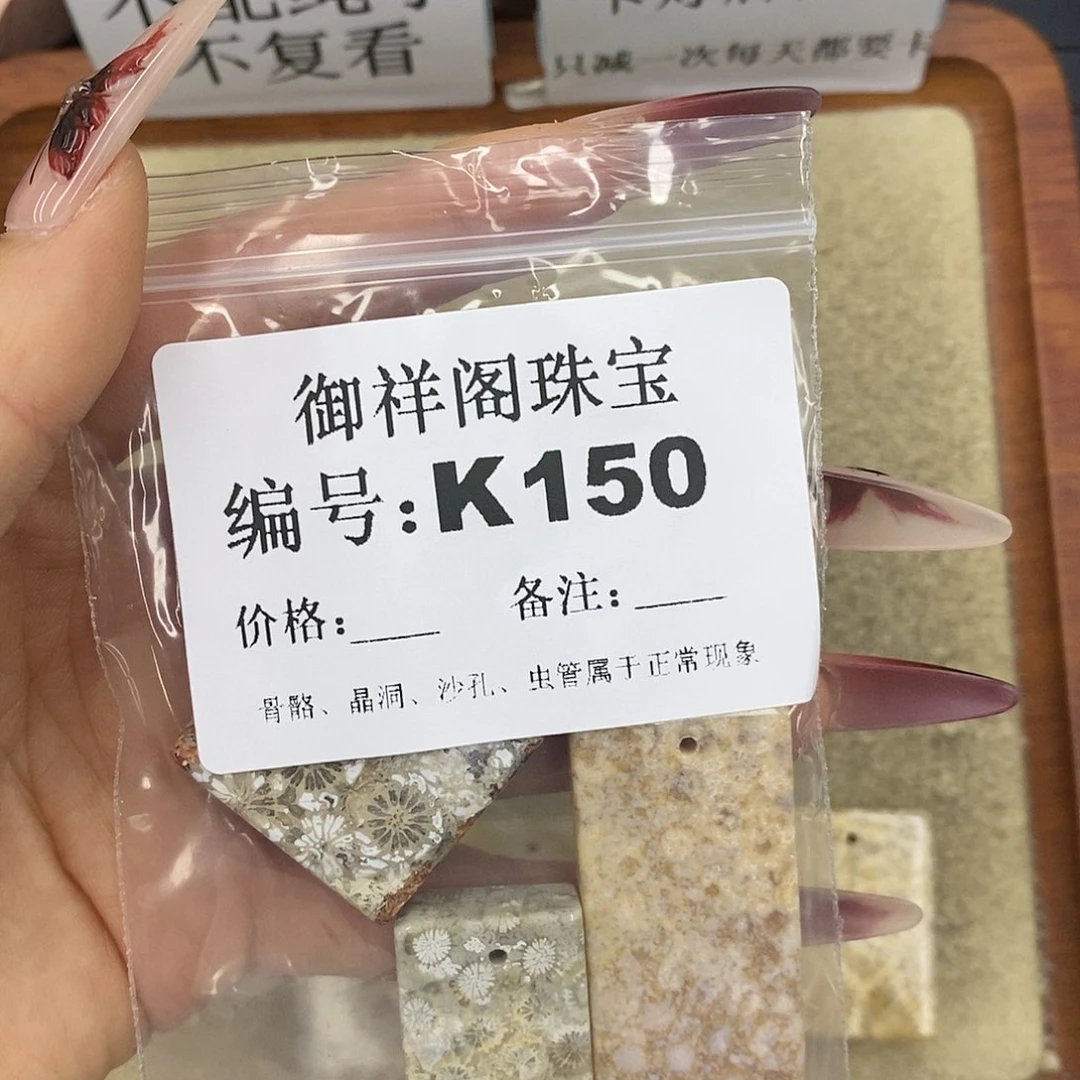 不复看
只减一次每天都要卡
御祥阁珠宝
编号:K150
价格:____ 备注:____
骨骼、晶洞、沙孔、虫管属于正常现象